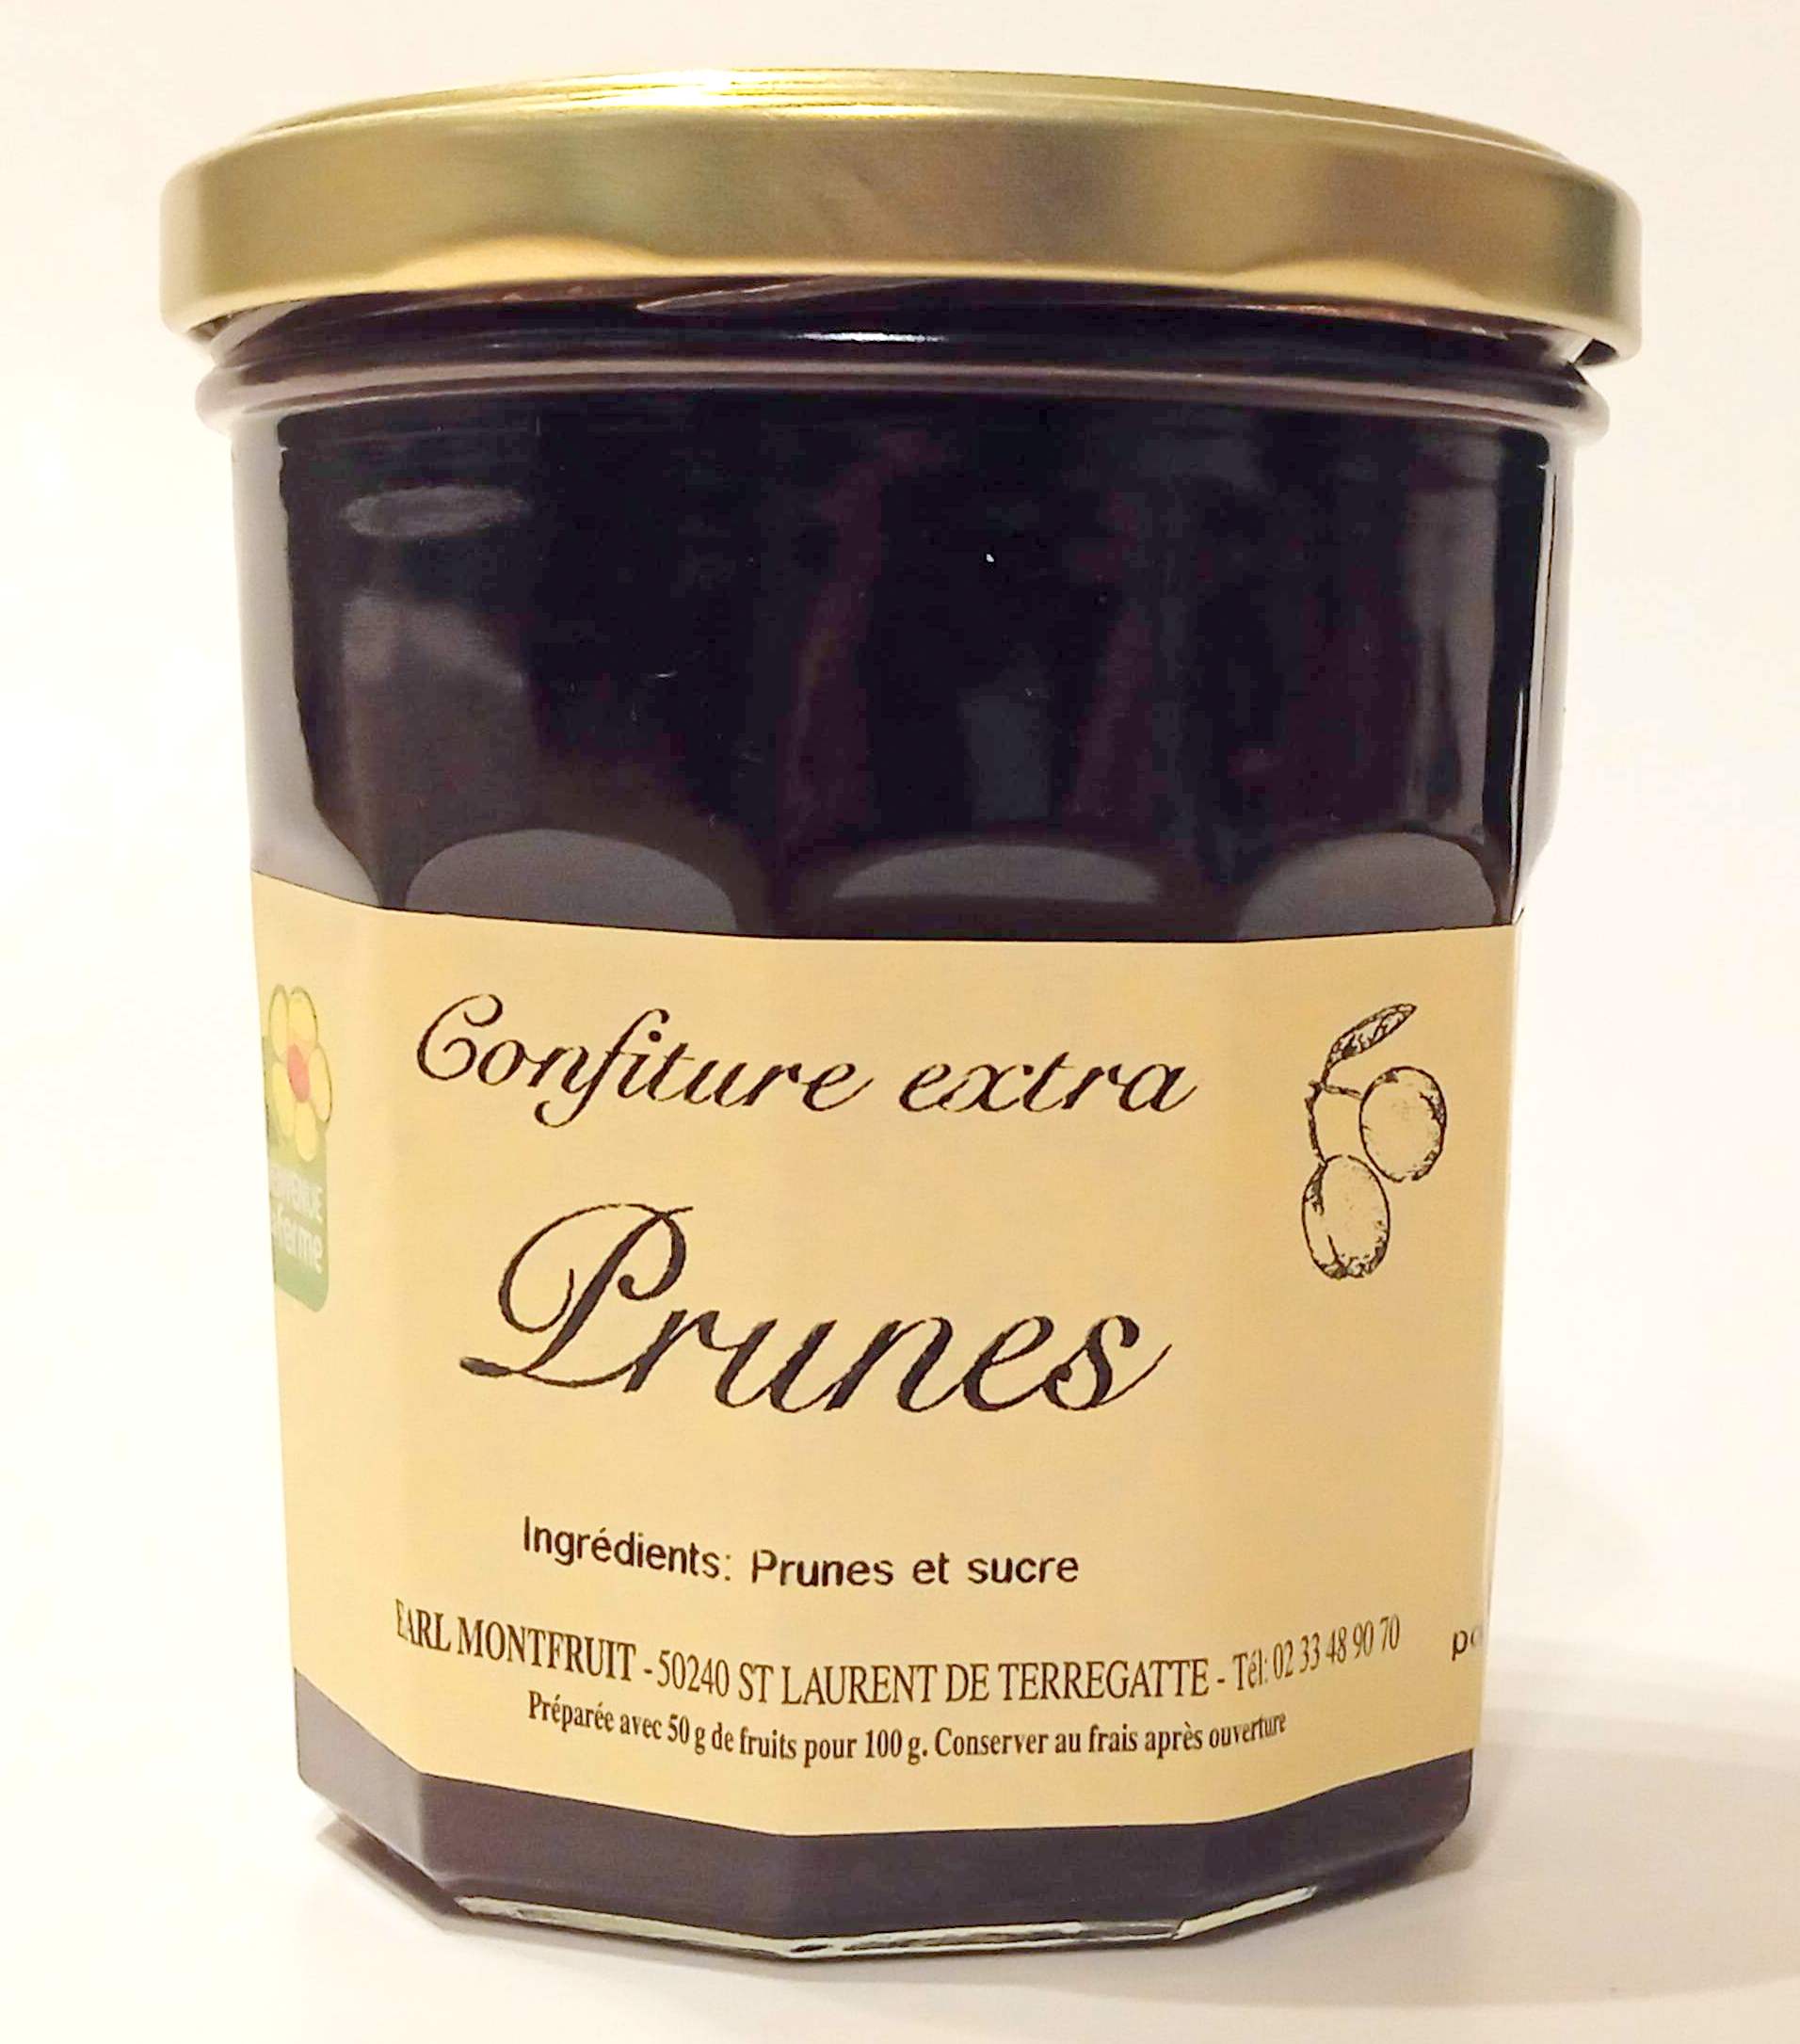 Confiture extra
Prunes
ferme
Ingrédients: Prunes et sucre
EARL MONTFRUIT - 50240 ST LAURENT DE TERREGATTE - Tél: 02 33 48 90 70
Préparée avec 50 g de fruits pour 100 g. Conserver au frais après ouverture